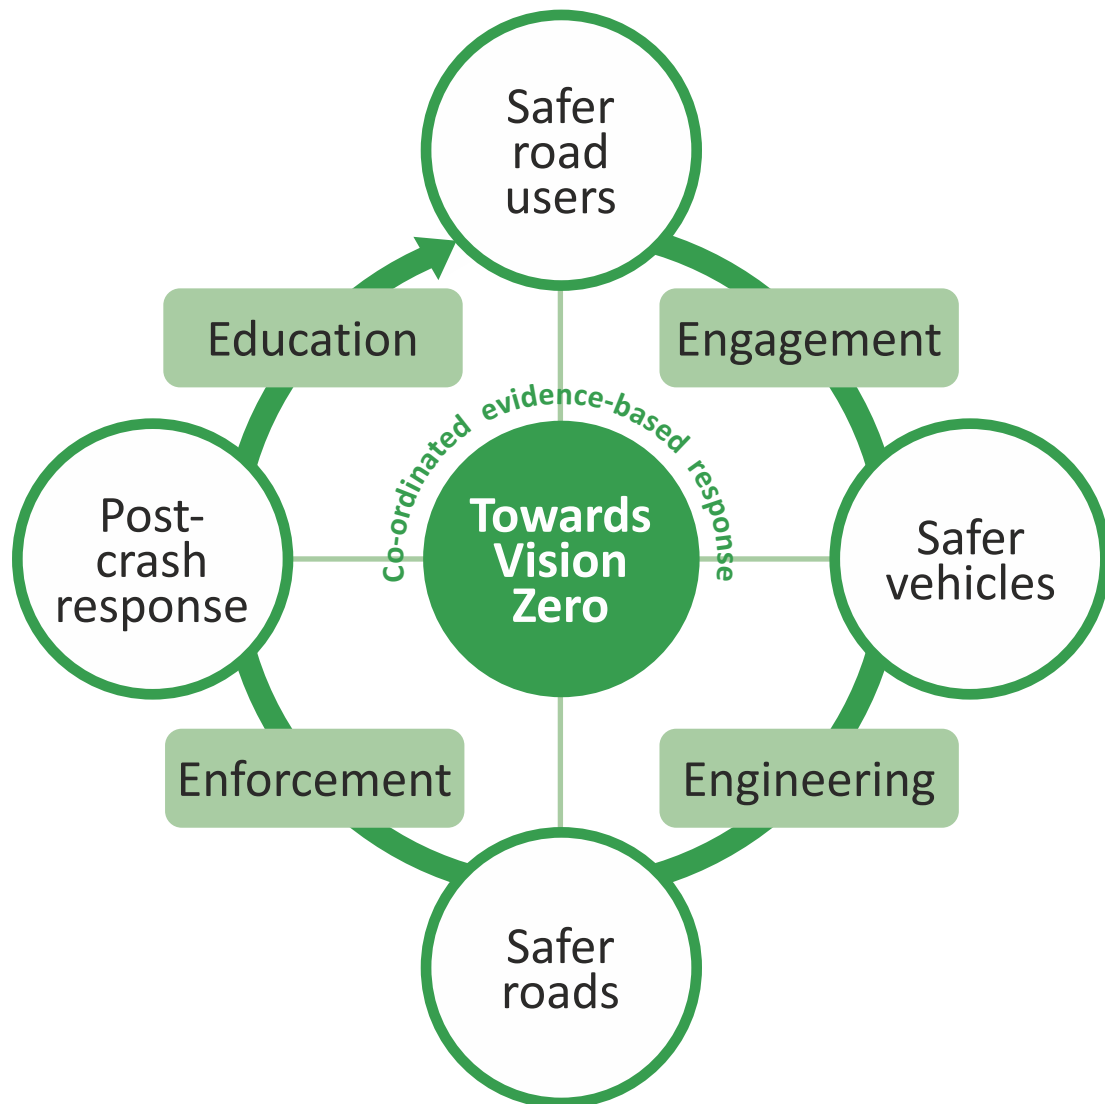 Safer
road
users
Education
Engagement
Co-ordinated evidence-based response
Post-
crash
response
Towards
Vision
Zero
Safer
vehicles
Enforcement
Engineering
Safer
roads